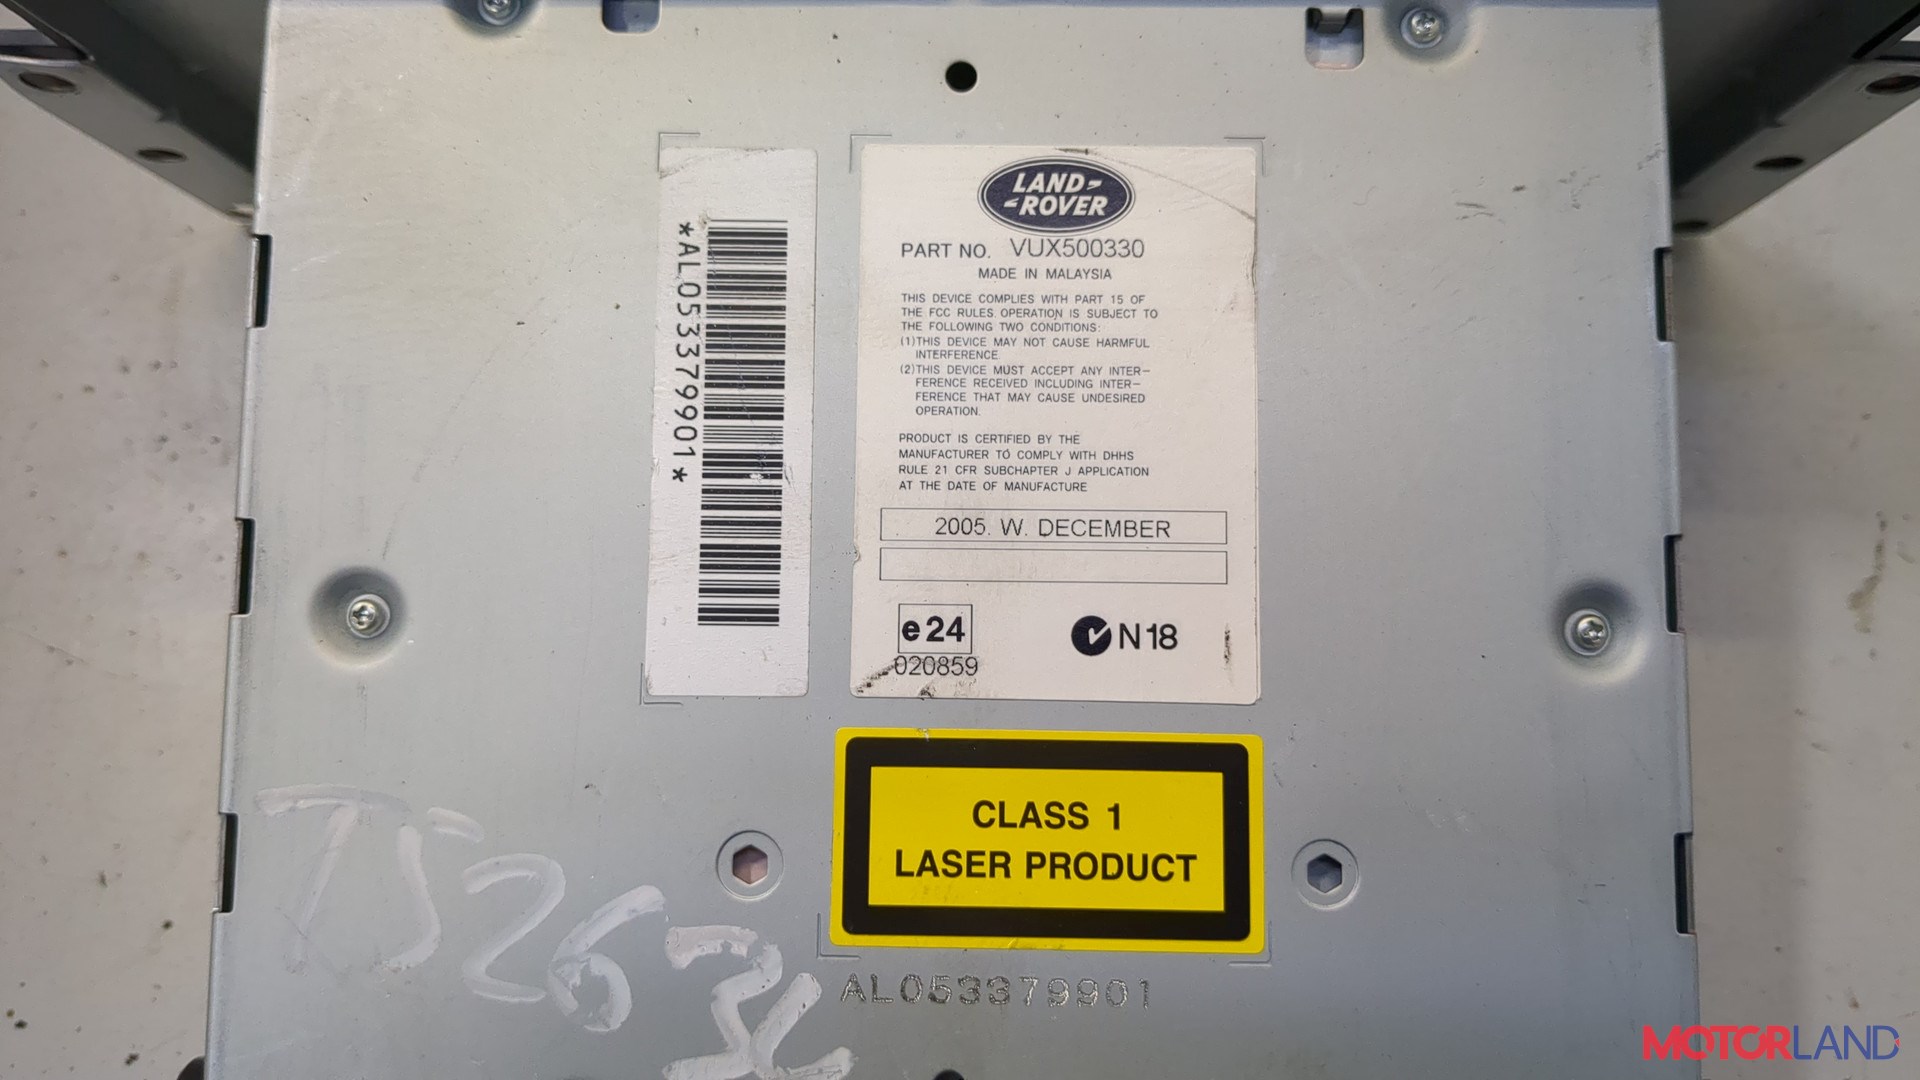 *AL053379901*
LAND-
-ROVER
PART NO. VUX500330
MADE IN MALAYSIA
THIS DEVICE COMPLIES WITH PART 15 OF
THE FCC RULES. OPERATION IS SUBJECT TO
THE FOLLOWING TWO CONDITIONS:
(1)THIS DEVICE MAY NOT CAUSE HARMFUL
INTERFERENCE
(2)THIS DEVICE MUST ACCEPT ANY INTER-
FERENCE RECEIVED INCLUDING INTER-
FERENCE THAT MAY CAUSE UNDESIRED
OPERATION.
PRODUCT IS CERTIFIED BY THE
MANUFACTURER TO COMPLY WITH DHHS
RULE 21 CFR SUBCHAPTER J APPLICATION
AT THE DATE OF MANUFACTURE
2005. W. DECEMBER
e24
020859
N18
CLASS 1
LASER PRODUCT
AL053379901
MOTORLAND